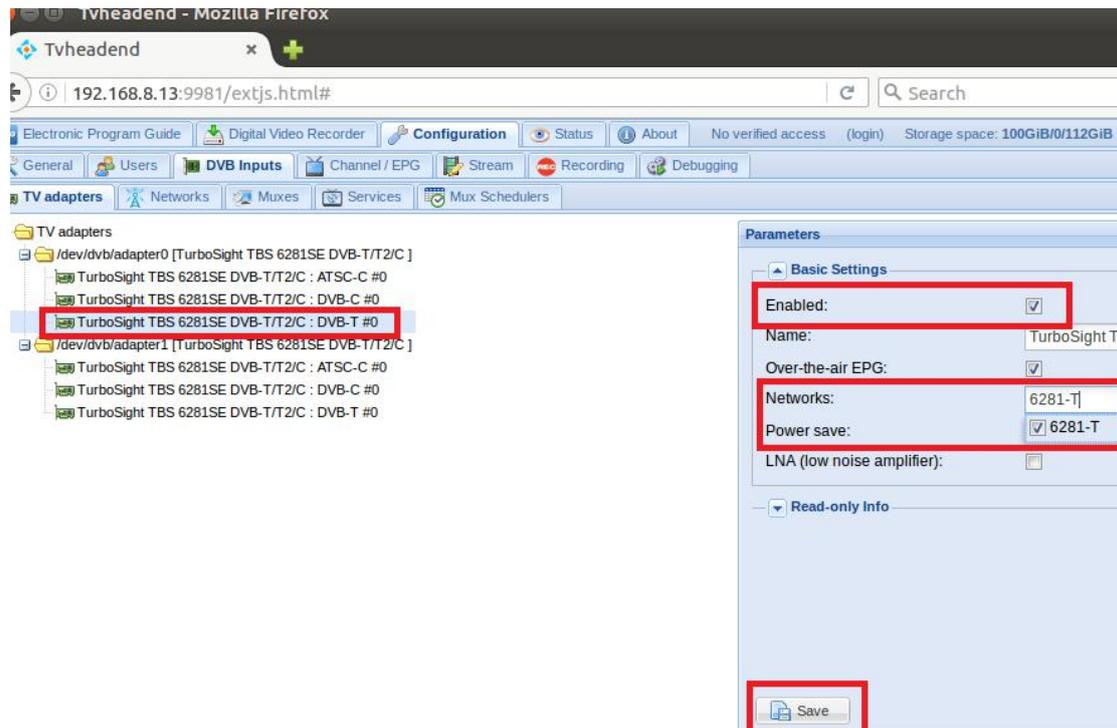 Tvheadend - Mozilla Firefox
Tvheadend
192.168.8.13:9981/extjs.html#
Search
Electronic Program Guide Digital Video Recorder Configuration Status About No verified access (login) Storage space: 100GiB/0/112GiB
General Users DVB Inputs Channel / EPG Stream Recording Debugging
TV adapters Networks Muxes Services Mux Schedulers
TV adapters
/dev/dvb/adapter0 [TurboSight TBS 6281SE DVB-T/T2/C ]
TurboSight TBS 6281SE DVB-T/T2/C : ATSC-C #0
TurboSight TBS 6281SE DVB-T/T2/C : DVB-C #0
TurboSight TBS 6281SE DVB-T/T2/C : DVB-T #0
/dev/dvb/adapter1 [TurboSight TBS 6281SE DVB-T/T2/C ]
TurboSight TBS 6281SE DVB-T/T2/C : ATSC-C #0
TurboSight TBS 6281SE DVB-T/T2/C : DVB-C #0
TurboSight TBS 6281SE DVB-T/T2/C : DVB-T #0
Parameters
Basic Settings
Enabled:
Name: TurboSight T
Over-the-air EPG:
Networks: 6281-T
Power save: 6281-T
LNA (low noise amplifier):
Read-only Info
Save